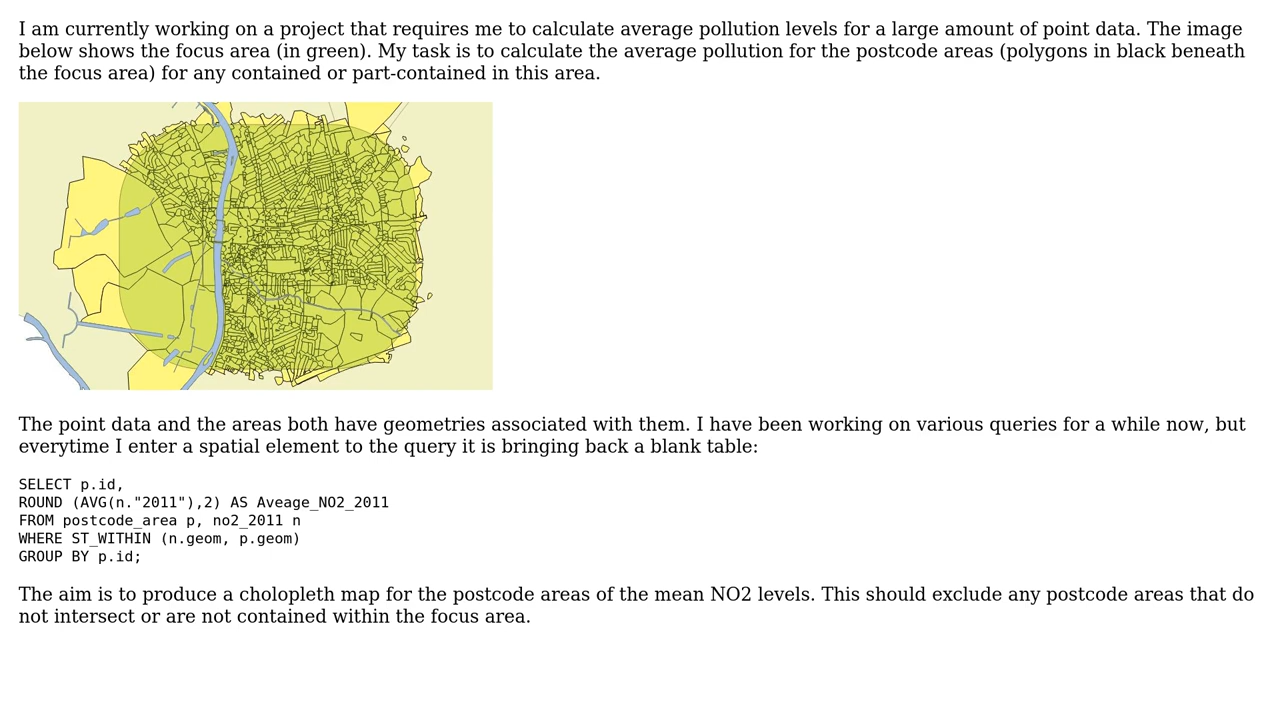 I am currently working on a project that requires me to calculate average pollution levels for a large amount of point data. The image
below shows the focus area (in green). My task is to calculate the average pollution for the postcode areas (polygons in black beneath
the focus area) for any contained or part-contained in this area.
The point data and the areas both have geometries associated with them. I have been working on various queries for a while now, but
everytime I enter a spatial element to the query it is bringing back a blank table:
SELECT p.id,
ROUND (AVG(n."2011"),2) AS Aveage_NO2_2011
FROM postcode_area p, no2_2011 n
WHERE ST_WITHIN (n.geom, p.geom)
GROUP BY p.id;
The aim is to produce a cholopleth map for the postcode areas of the mean NO2 levels. This should exclude any postcode areas that do
not intersect or are not contained within the focus area.